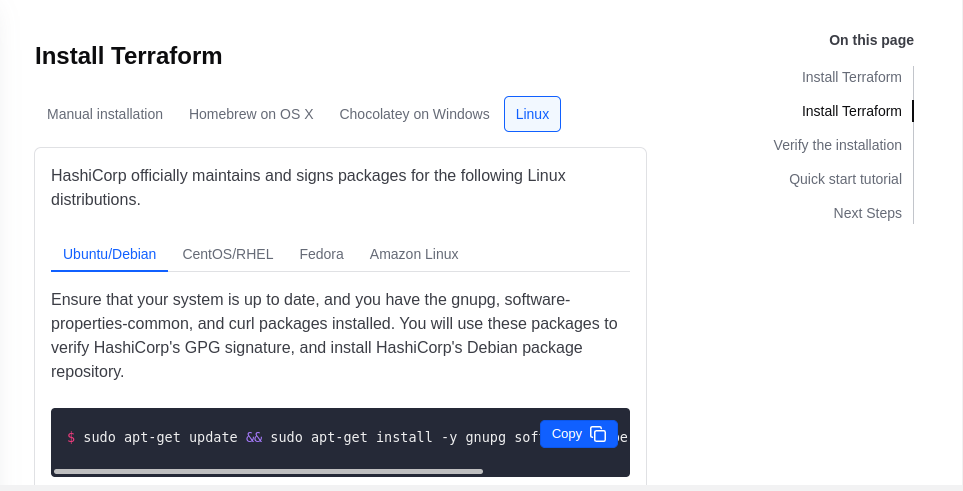 Install Terraform
Manual installation
Homebrew on OS X
Chocolatey on Windows
Linux
HashiCorp officially maintains and signs packages for the following Linux
distributions.
Ubuntu/Debian
CentOS/RHEL
Fedora
Amazon Linux
Ensure that your system is up to date, and you have the gnupg, software-
properties-common, and curl packages installed. You will use these packages to
verify HashiCorp's GPG signature, and install HashiCorp's Debian package
repository.
$ sudo apt-get update && sudo apt-get install -y gnupg
Copy
On this page
Install Terraform
Install Terraform
Verify the installation
Quick start tutorial
Next Steps